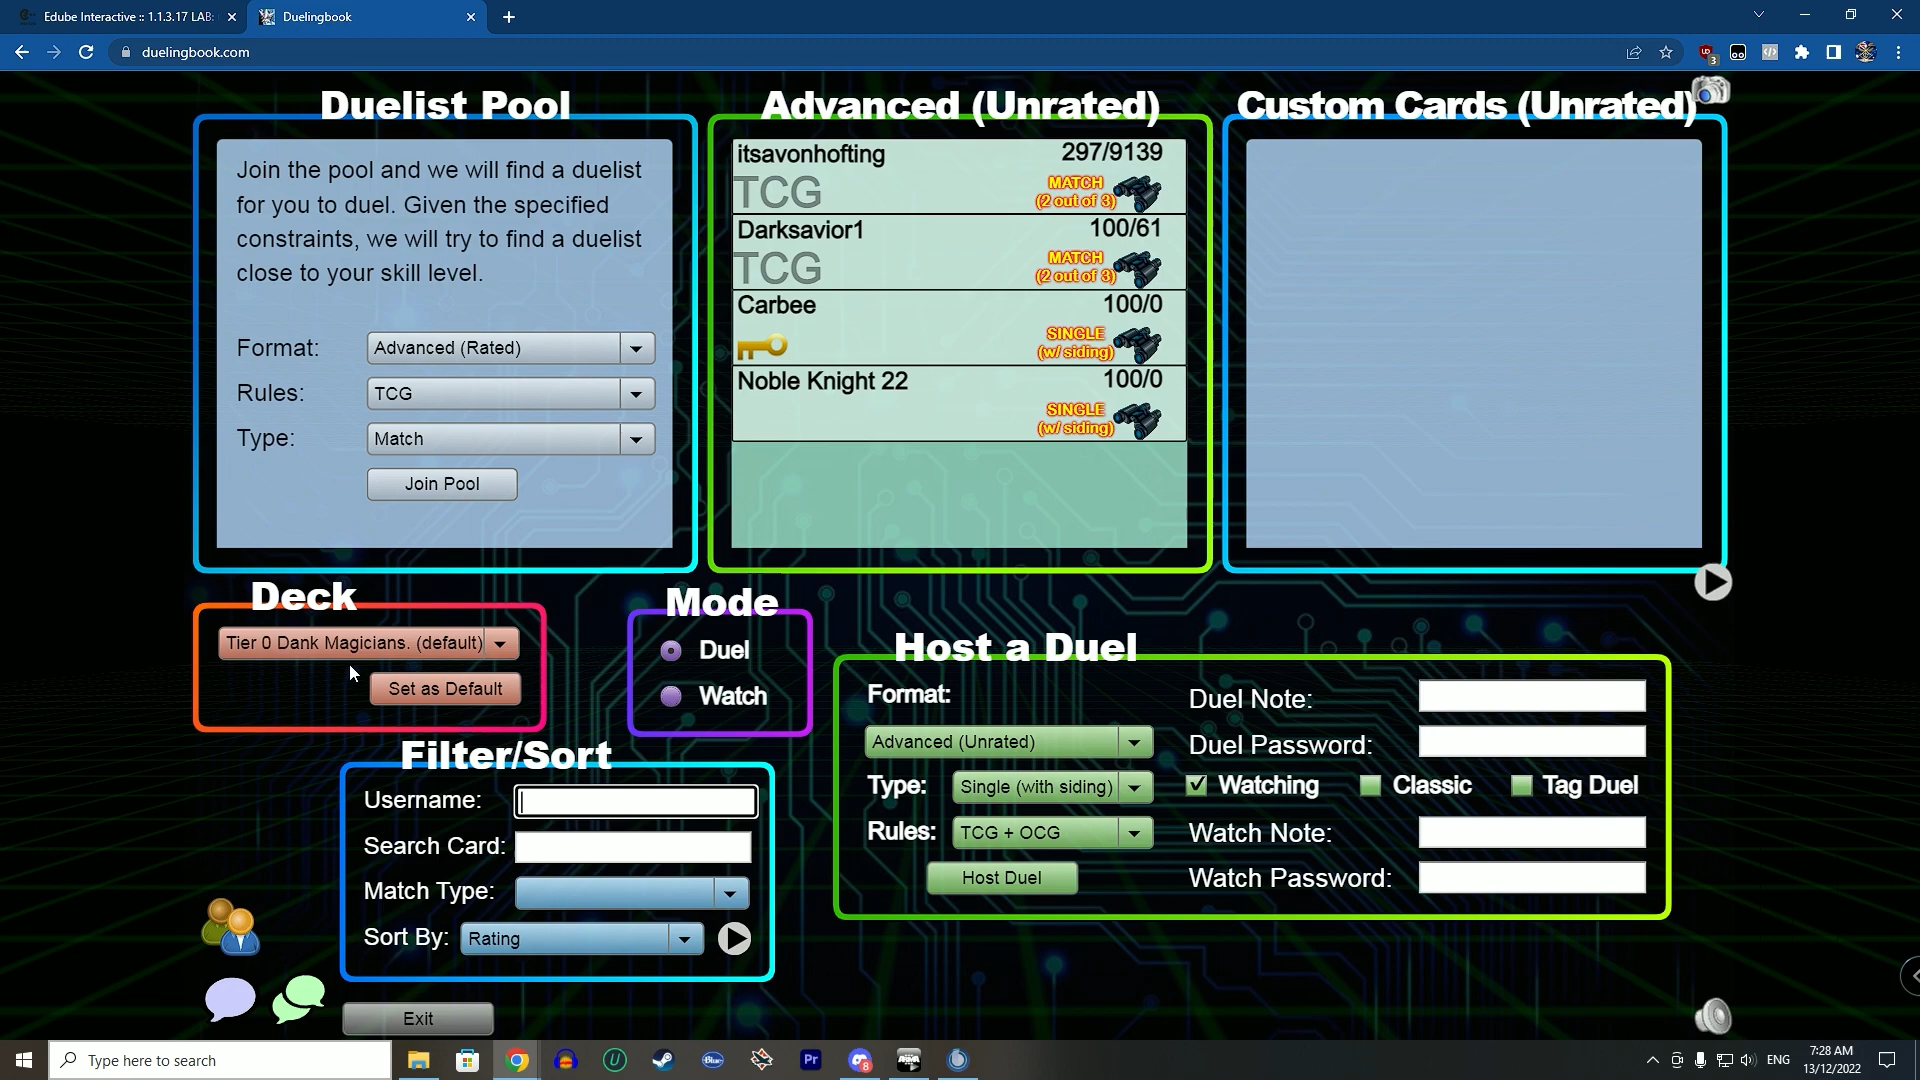 Edube Interactive :: 1.1.3.17 LAB:
Duelingbook
duelingbook.com
3
Duelist Pool
Advanced (Unrated)
Custom Cards (Unrated)
Join the pool and we will find a duelist
for you to duel. Given the specified
constraints, we will try to find a duelist
close to your skill level.
Format:
Advanced (Rated)
Rules:
TCG
Type:
Match
Join Pool
itsavonhofting
297/9139
TCG
MATCH
(2 out of 3)
Darksavior1
100/61
TCG
MATCH
(2 out of 3)
Carbee
100/0
SINGLE
(w/ siding)
Noble Knight 22
100/0
SINGLE
(w/ siding)
Deck
Tier 0 Dank Magicians. (default)
Set as Default
Mode
Duel
Watch
Filter/Sort
Username:
Search Card:
Match Type:
Sort By:
Rating
Exit
Host a Duel
Format:
Advanced (Unrated)
Type:
Single (with siding)
Rules:
TCG + OCG
Host Duel
Duel Note:
Duel Password:
Watching
Classic
Tag Duel
Watch Note:
Watch Password:
Type here to search
Blue
Pr
8
ENG
7:28 AM
13/12/2022